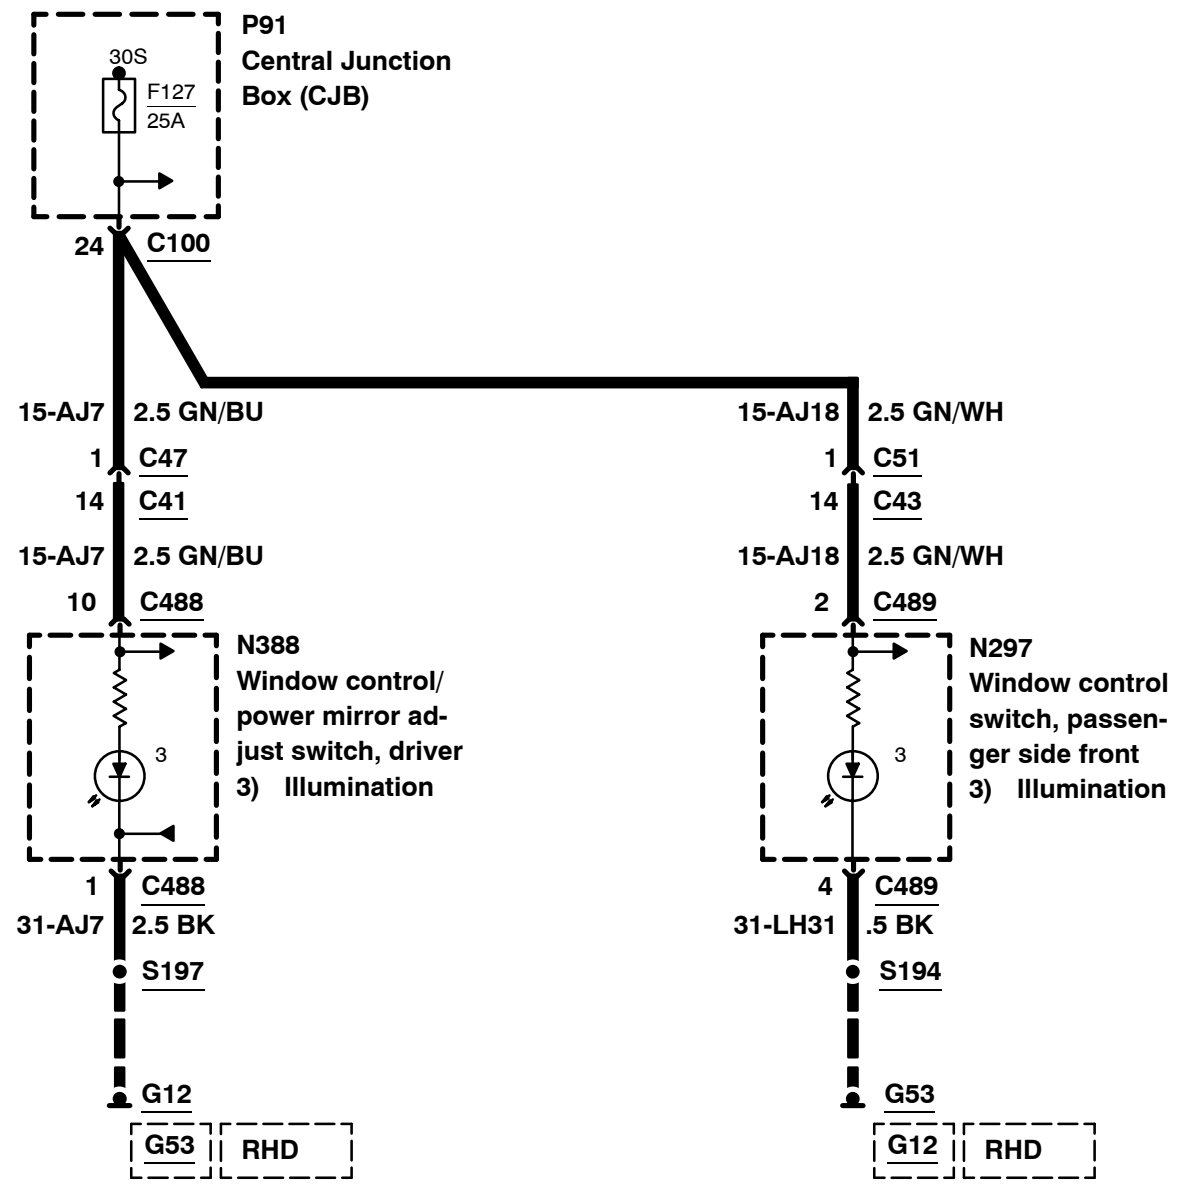 P91
Central Junction
Box (CJB)
30S
F127
25A
24 C100
15-AJ7 2.5 GN/BU
15-AJ18 2.5 GN/WH
1 C47
1 C51
14 C41
14 C43
15-AJ7 2.5 GN/BU
15-AJ18 2.5 GN/WH
10 C488
2 C489
N388
Window control/
power mirror ad-
just switch, driver
3) Illumination
3
N297
Window control
switch, passen-
ger side front
3) Illumination
3
1 C488
4 C489
31-AJ7 2.5 BK
31-LH31 .5 BK
S197
S194
G12
G53
G53 RHD
G12 RHD